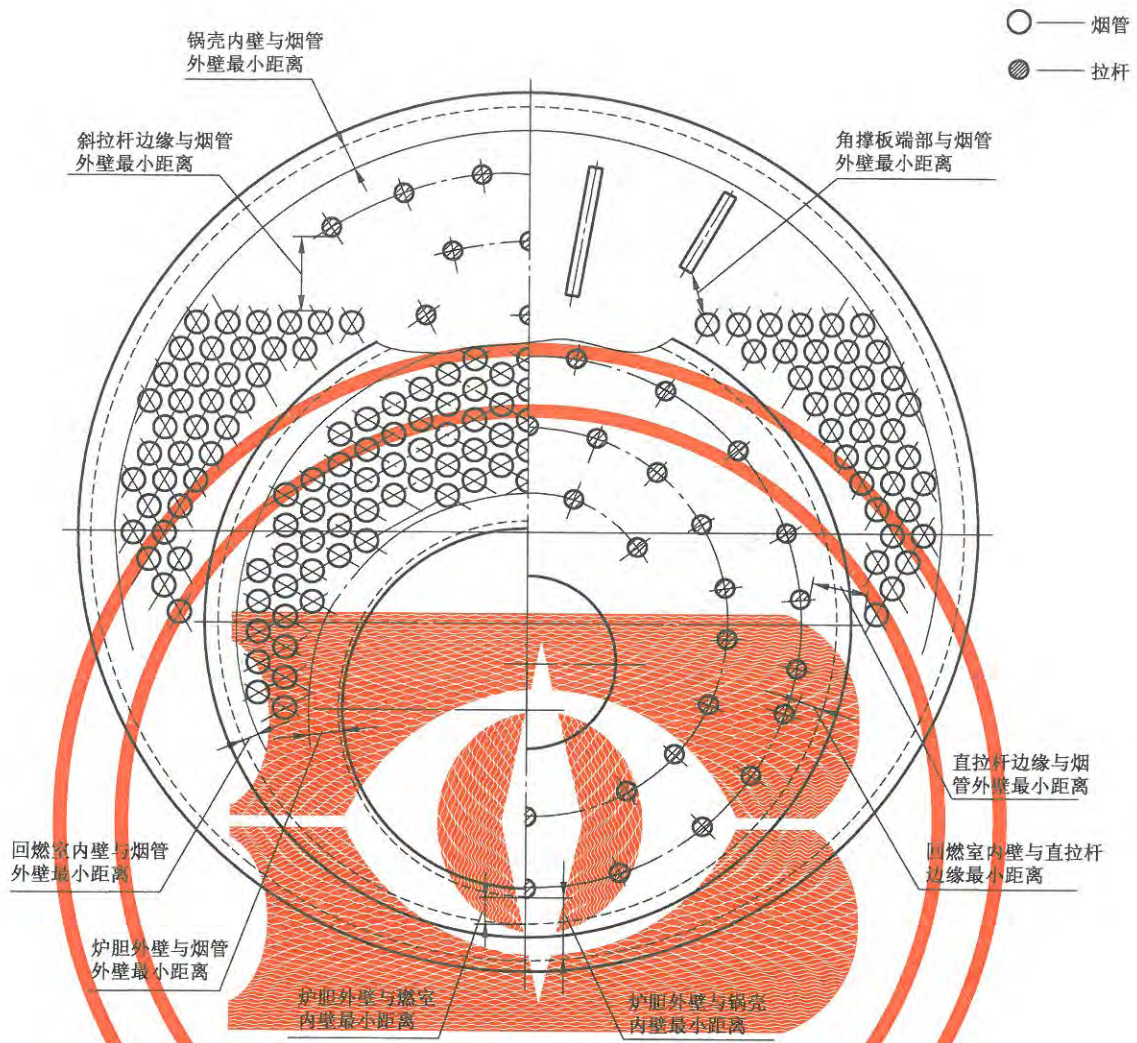 烟管
拉杆
锅壳内壁与烟管
外壁最小距离
斜拉杆边缘与烟管
外壁最小距离
角撑板端部与烟管
外壁最小距离
直拉杆边缘与烟
管外壁最小距离
回燃室内壁与烟管
外壁最小距离
回燃室内壁与直拉杆
边缘最小距离
炉胆外壁与烟管
外壁最小距离
炉胆外壁与燃室
内壁最小距离
炉胆外壁与锅壳
内壁最小距离